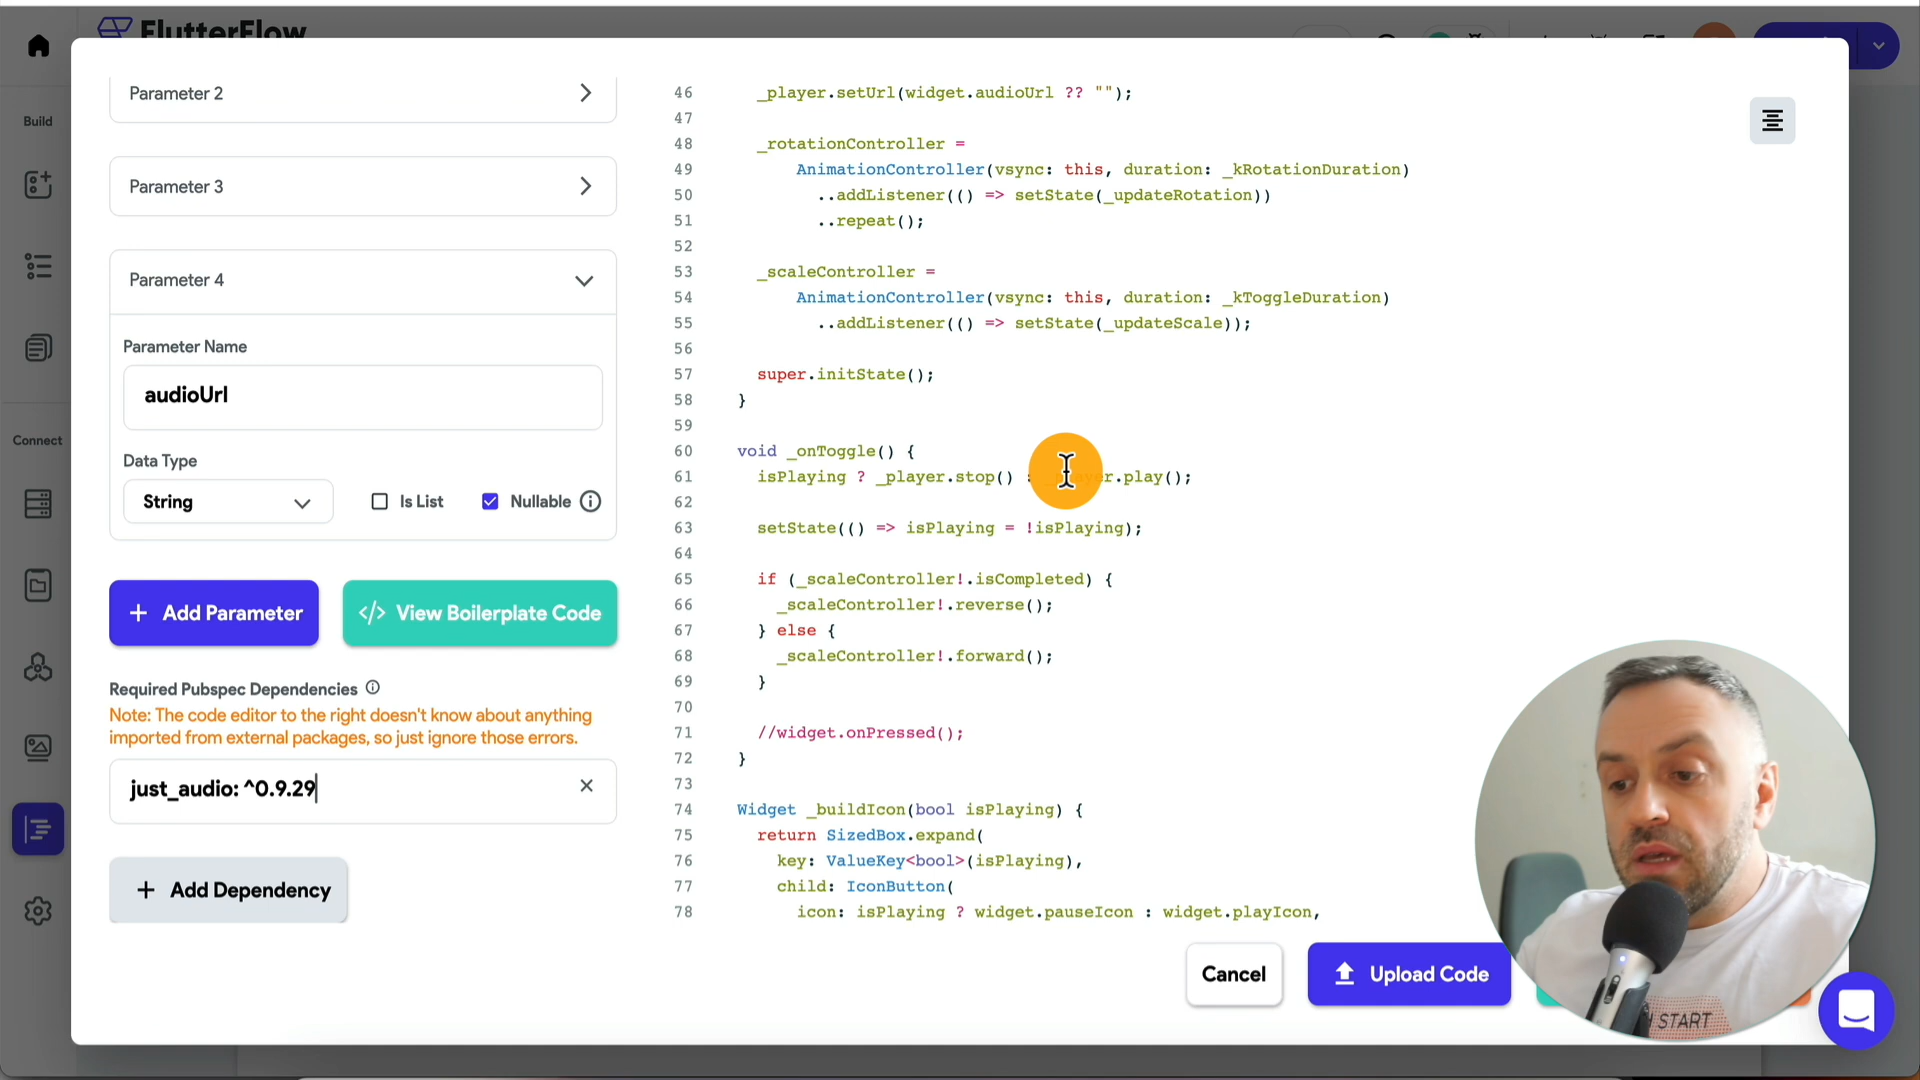 FlutterFlow
Build
Connect
Parameter 2
Parameter 3
Parameter 4
Parameter Name
audioUrl
Data Type
String
Is List
Nullable
+ Add Parameter
</> View Boilerplate Code
Required Pubspec Dependencies
Note: The code editor to the right doesn't know about anything
imported from external packages, so just ignore those errors.
just_audio: ^0.9.29
+ Add Dependency
46 _player.setUrl(widget.audioUrl ?? "");
47
48 _rotationController =
49 AnimationController(vsync: this, duration: _kRotationDuration)
50 ..addListener(() => setState(_updateRotation))
51 ..repeat();
52
53 _scaleController =
54 AnimationController(vsync: this, duration: _kToggleDuration)
55 ..addListener(() => setState(_updateScale));
56
57 super.initState();
58 }
59
60 void _onToggle() {
61 isPlaying ? _player.stop() : _player.play();
62
63 setState(() => isPlaying = !isPlaying);
64
65 if (_scaleController!.isCompleted) {
66 _scaleController!.reverse();
67 } else {
68 _scaleController!.forward();
69 }
70
71 //widget.onPressed();
72 }
73
74 Widget _buildIcon(bool isPlaying) {
75 return SizedBox.expand(
76 key: ValueKey<bool>(isPlaying),
77 child: IconButton(
78 icon: isPlaying ? widget.pauseIcon : widget.playIcon,
Cancel
Upload Code
START